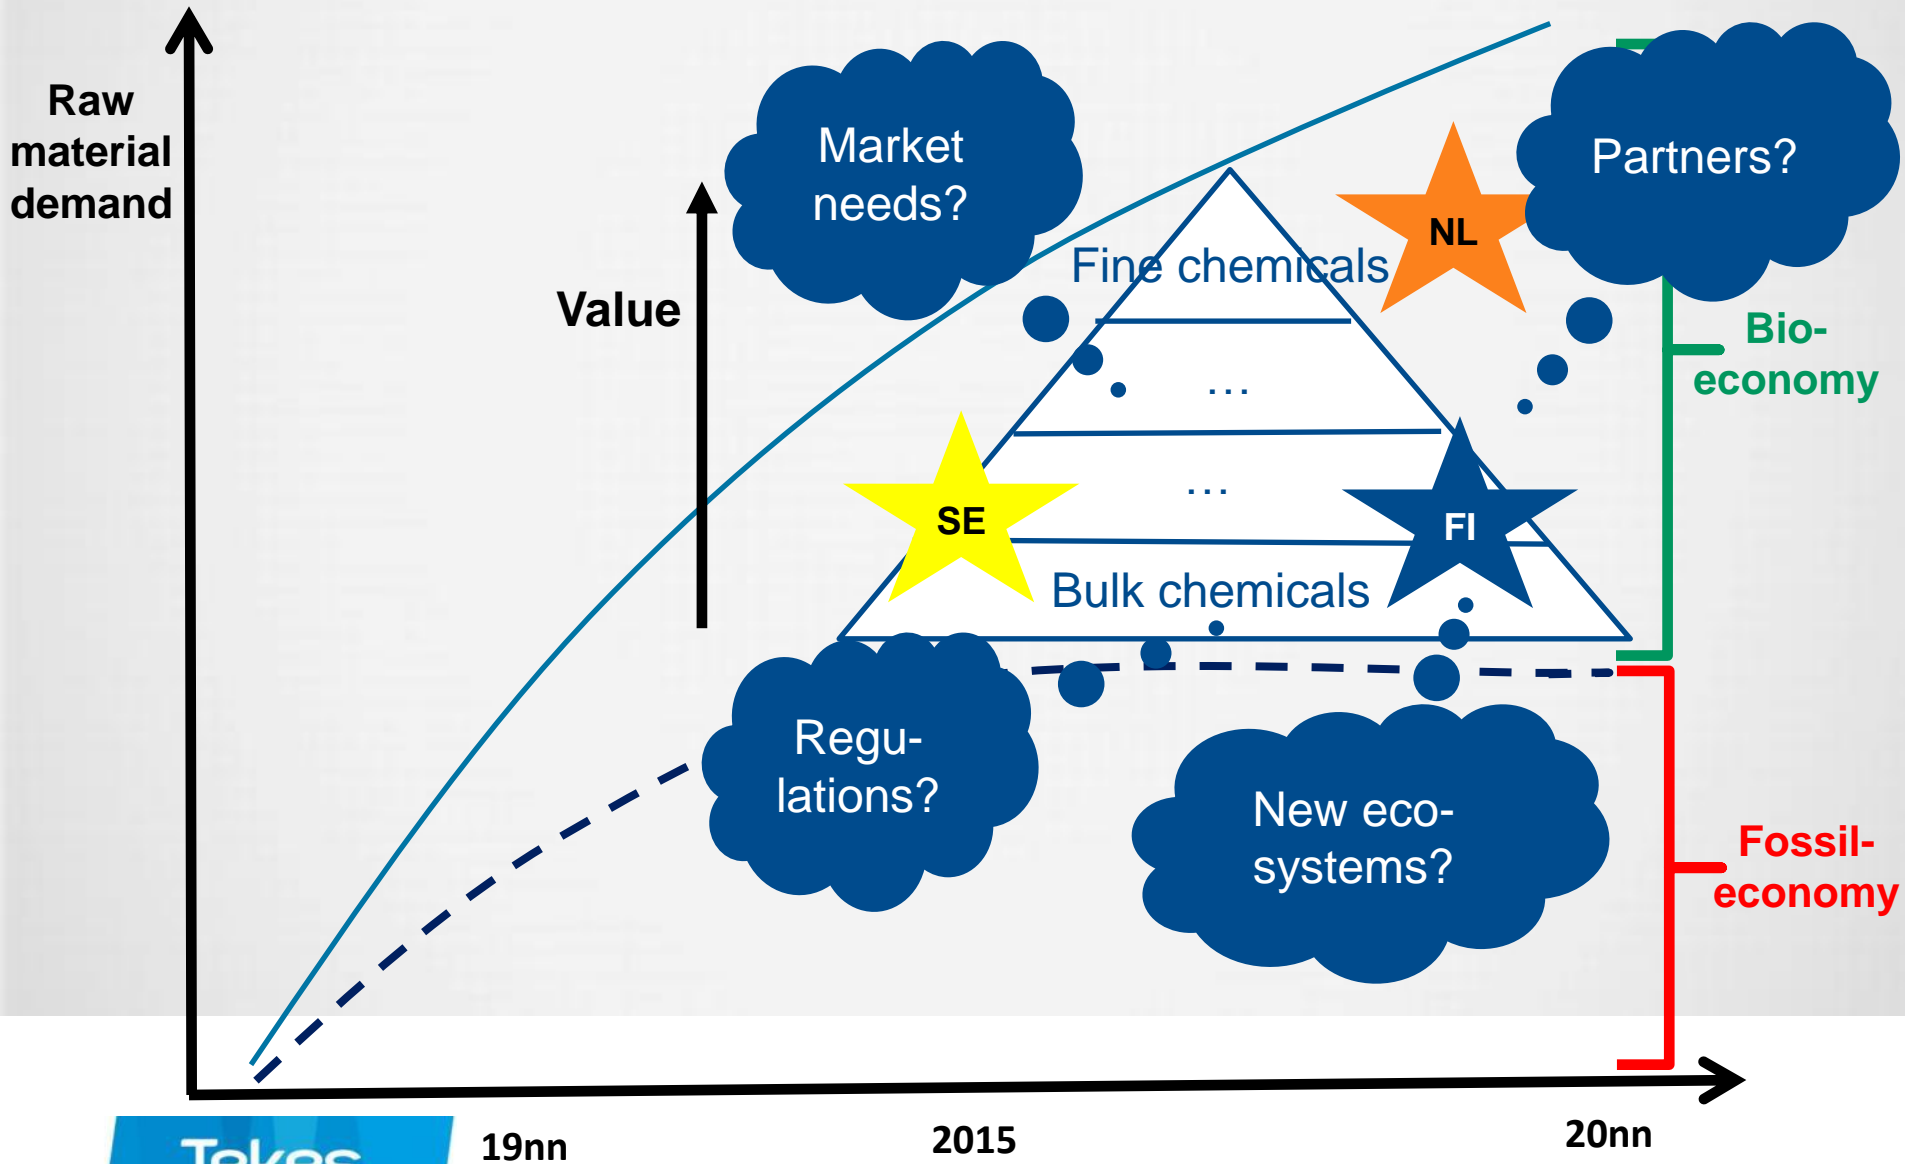 Raw
material
demand
Market
needs?
Partners?
NL
Value
Fine chemicals
...
Bio-
economy
...
SE
FI
Bulk chemicals
Regu-
lations?
New eco-
systems?
Fossil-
economy
Tekes
19nn
2015
20nn